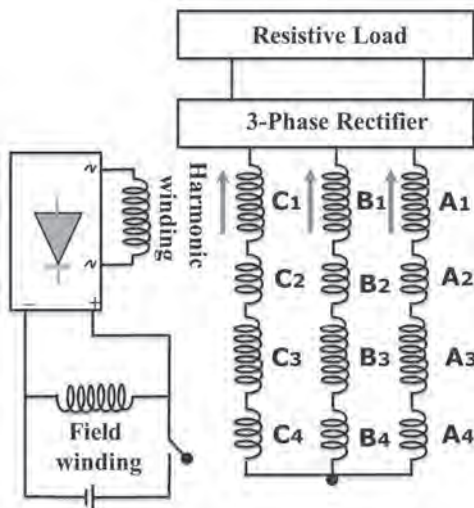 Resistive Load
3-Phase Rectifier
Harmonic
winding
C1 B1 A1
C2 B2 A2
C3 B3 A3
C4 B4 A4
~
~
- +
Field
winding